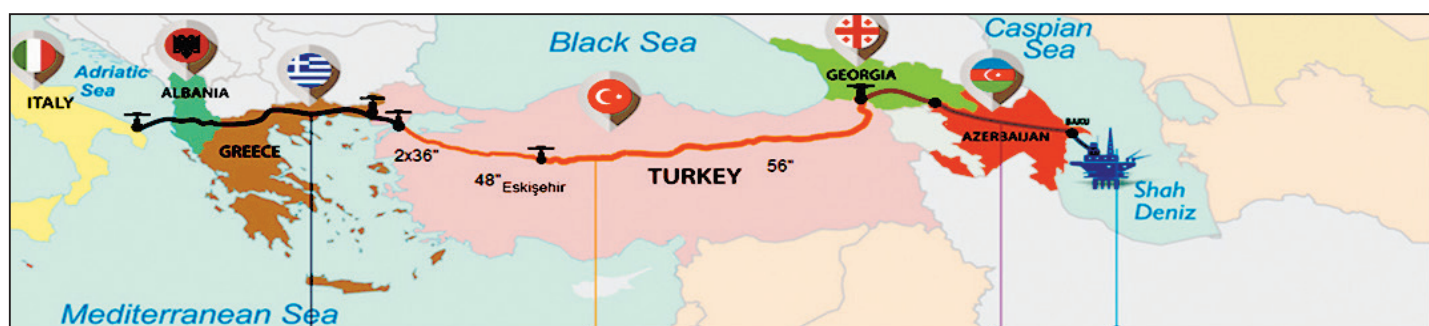 Black Sea
Caspian
Sea
Adriatic
Sea
ITALY
ALBANIA
GEORGIA
BAKU
AZERBAIJAN
GREECE
2x36"
48"
Eskişehir
TURKEY
56"
Shah
Deniz
Mediterranean Sea